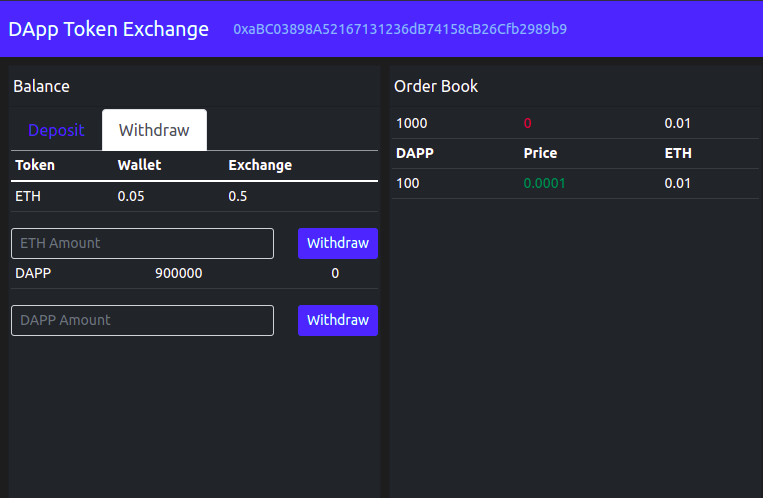 DApp Token Exchange 0xaBC03898A52167131236dB74158cB26Cfb2989b9
Balance
Deposit Withdraw
Token Wallet Exchange
ETH 0.05 0.5
ETH Amount Withdraw
DAPP 900000 0
DAPP Amount Withdraw
Order Book
1000 0 0.01
DAPP Price ETH
100 0.0001 0.01